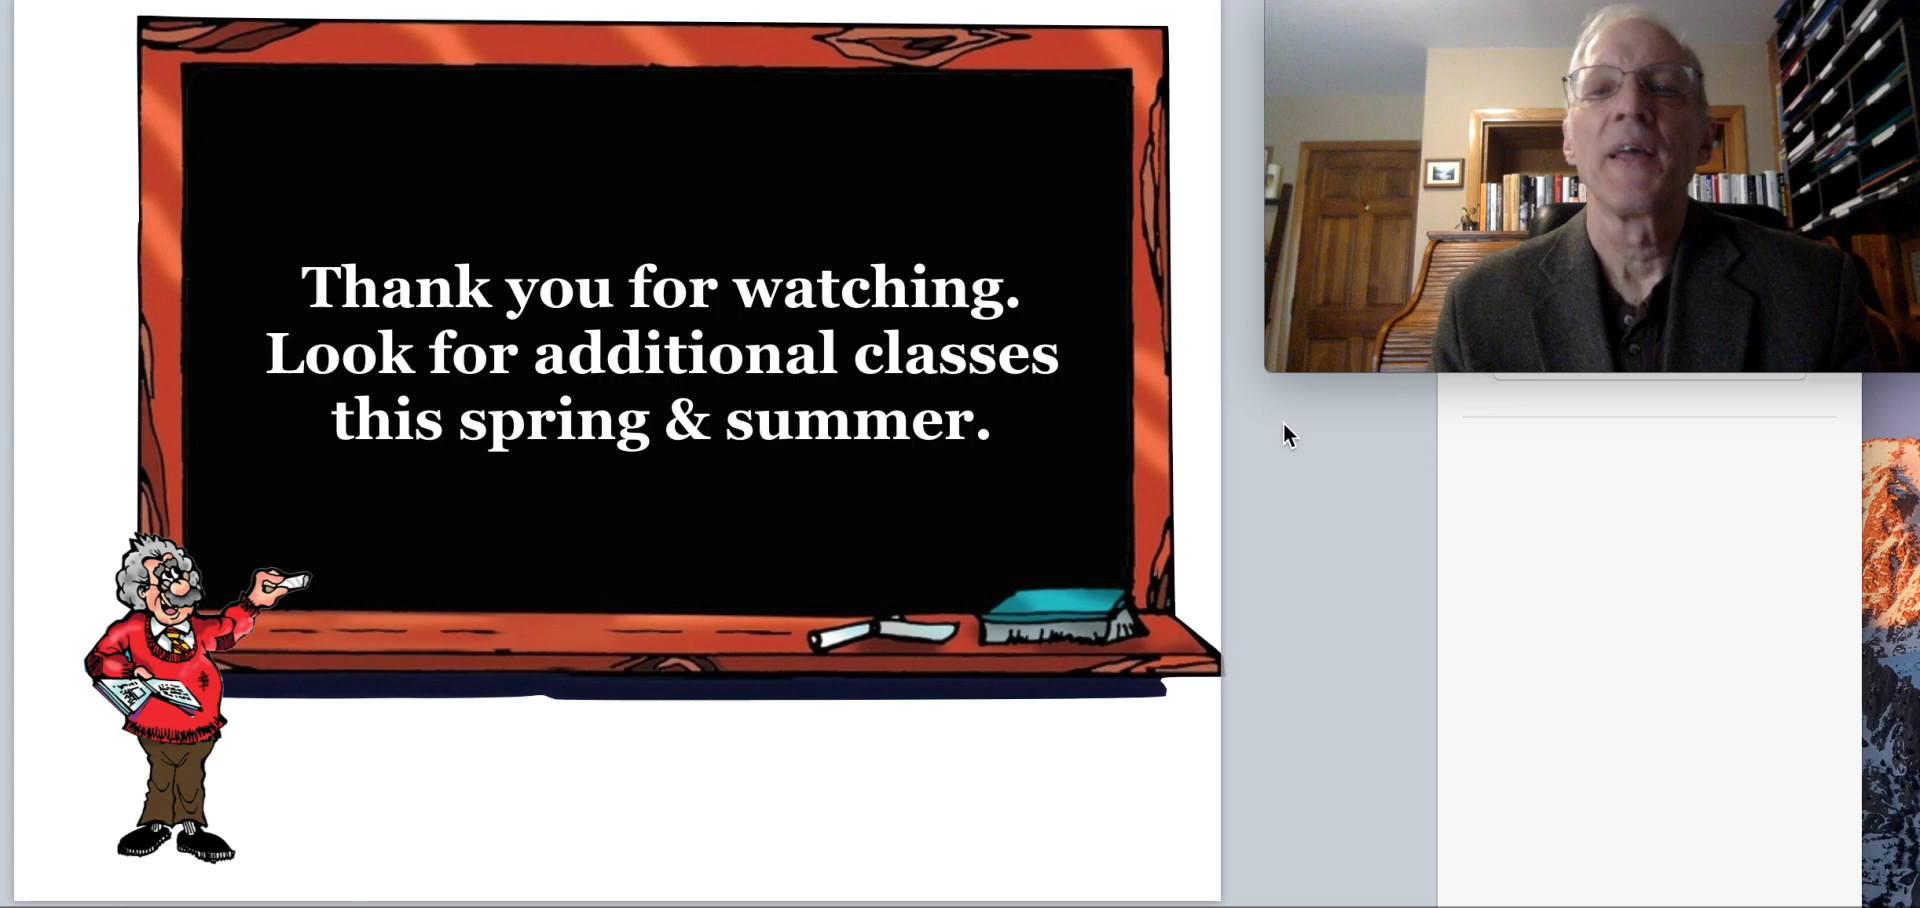 Thank you for watching.
Look for additional classes
this spring & summer.